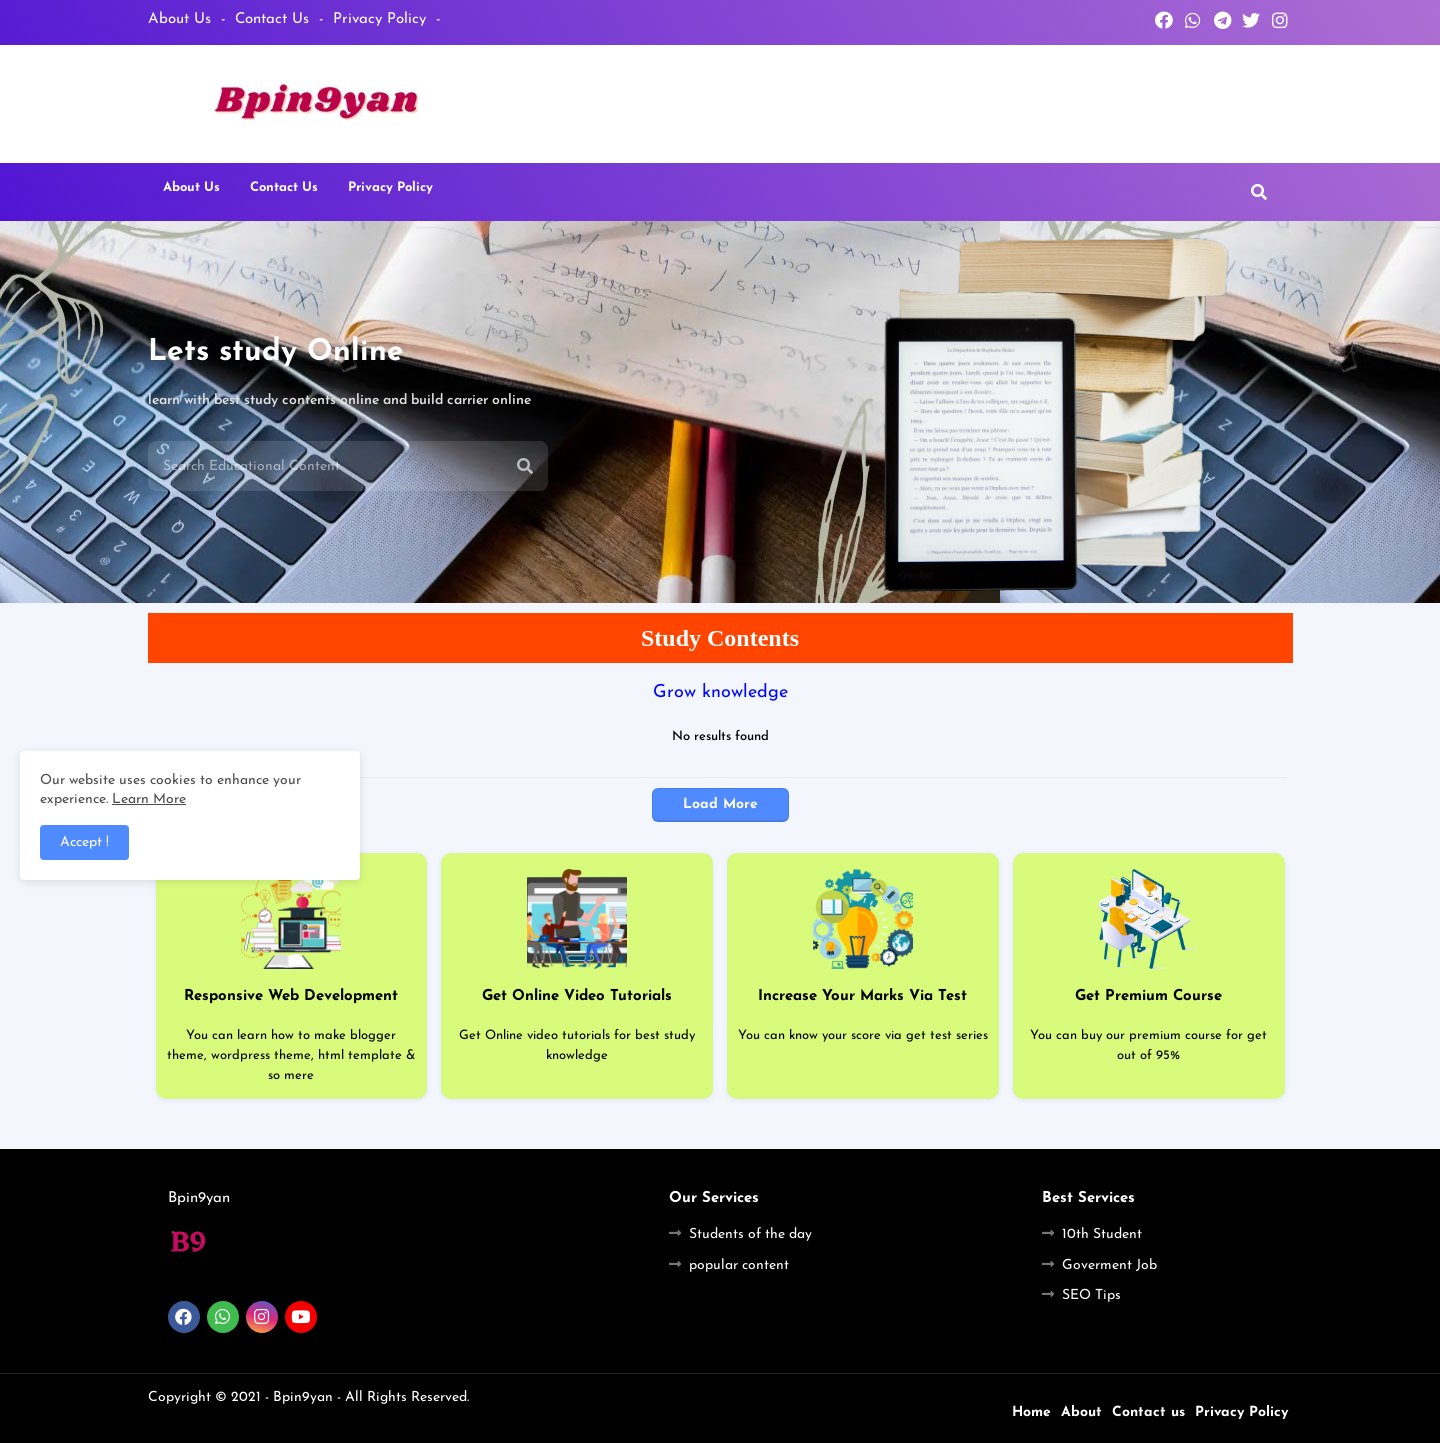 About Us - Contact Us - Privacy Policy -
Bpin9yan
About Us Contact Us Privacy Policy
Lets study Online
learn with best study contents online and build carrier online
Search Educational Content
Study Contents
Grow knowledge
No results found
Our website uses cookies to enhance your
experience. Learn More
Accept !
Load More
Responsive Web Development
You can learn how to make blogger
theme, wordpress theme, html template &
so mere
Get Online Video Tutorials
Get Online video tutorials for best study
knowledge
Increase Your Marks Via Test
You can know your score via get test series
Get Premium Course
You can buy our premium course for get
out of 95%
Bpin9yan
B9
Our Services
Students of the day
popular content
Best Services
10th Student
Goverment Job
SEO Tips
Copyright © 2021 - Bpin9yan - All Rights Reserved.
Home About Contact us Privacy Policy